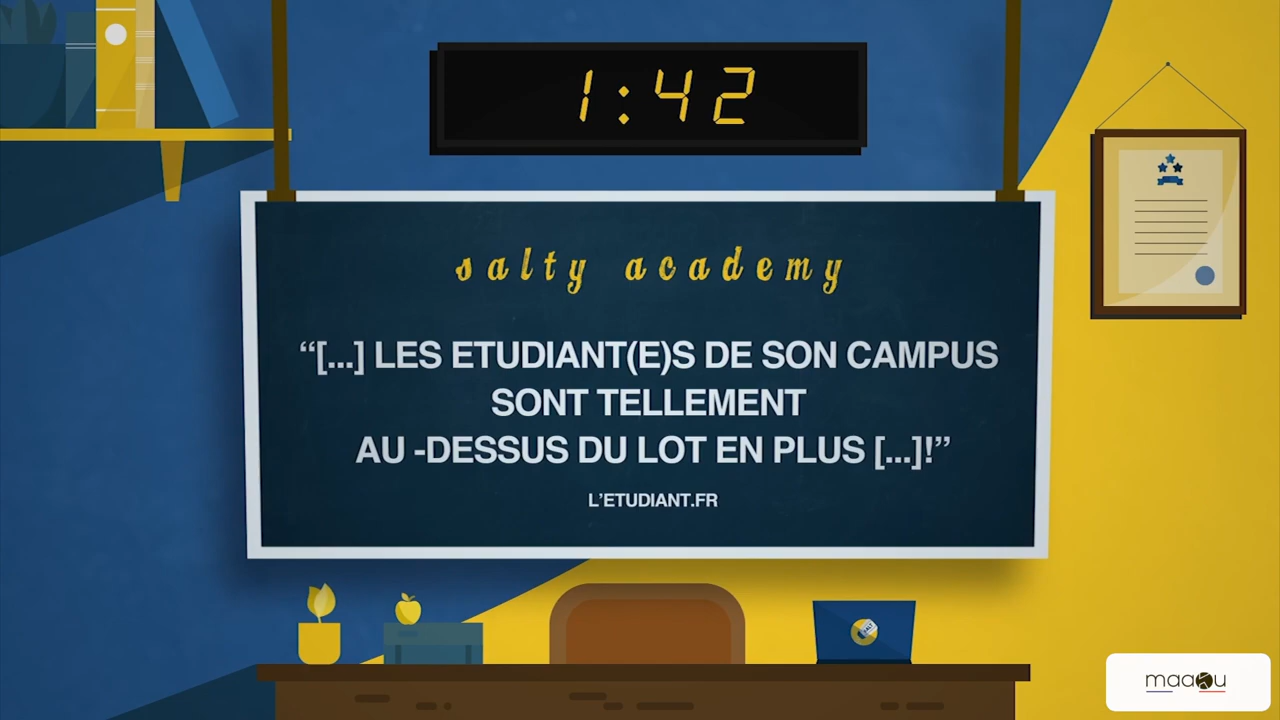 1:42
salty academy
“[...] LES ETUDIANT(E)S DE SON CAMPUS
SONT TELLEMENT
AU -DESSUS DU LOT EN PLUS [...]!”
L’ETUDIANT.FR
maaKu